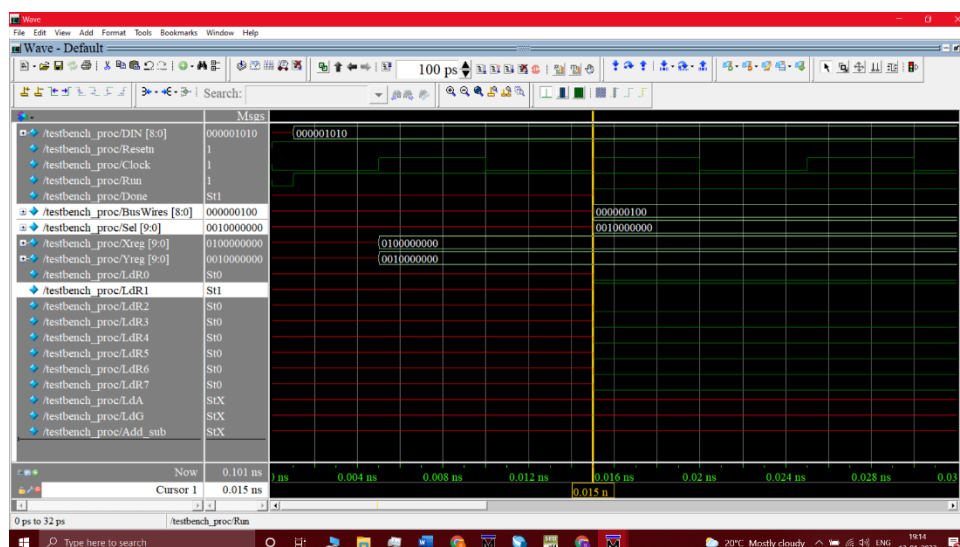 Wave
File Edit View Add Format Tools Bookmarks Window Help
Wave - Default
100 ps
Search:
Msgs
/testbench_proc/DIN [8:0] 000001010 000001010
/testbench_proc/Resetn 1
/testbench_proc/Clock 1
/testbench_proc/Run 1
/testbench_proc/Done St1
/testbench_proc/BusWires [8:0] 000000100 000000100
/testbench_proc/Sel [9:0] 0010000000 0010000000
/testbench_proc/Xreg [9:0] 0100000000 0100000000
/testbench_proc/Yreg [9:0] 0010000000 0010000000
/testbench_proc/LdR0 St0
/testbench_proc/LdR1 St1
/testbench_proc/LdR2 St0
/testbench_proc/LdR3 St0
/testbench_proc/LdR4 St0
/testbench_proc/LdR5 St0
/testbench_proc/LdR6 St0
/testbench_proc/LdR7 St0
/testbench_proc/LdA StX
/testbench_proc/LdG StX
/testbench_proc/Add_sub StX
Now 0.101 ns ns 0.004 ns 0.008 ns 0.012 ns 0.016 ns 0.02 ns 0.024 ns 0.028 ns 0.03
Cursor 1 0.015 ns 0.015 n
0 ps to 32 ps /testbench_proc/Run
Type here to search 20°C Mostly cloudy ENG 19:14